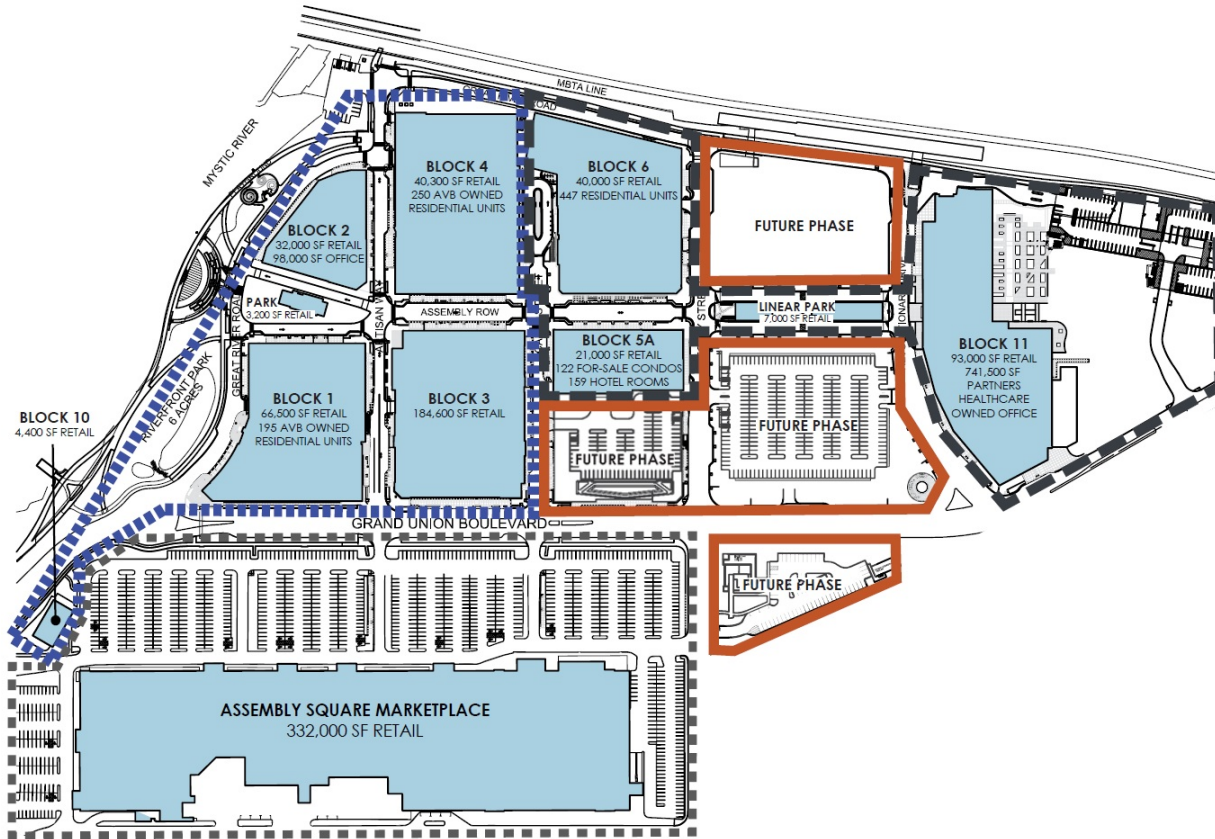 MBTA LINE
ROAD
MYSTIC RIVER
BLOCK 4
40,300 SF RETAIL
250 AVB OWNED
RESIDENTIAL UNITS
BLOCK 6
40,000 SF RETAIL
447 RESIDENTIAL UNITS
FUTURE PHASE
BLOCK 2
32,000 SF RETAIL
98,000 SF OFFICE
PARK
3,200 SF RETAIL
GREAT RIVER ROAD
ASSEMBLY ROW
LINEAR PARK
7,000 SF RETAIL
BLOCK 5A
21,000 SF RETAIL
122 FOR-SALE CONDOS
159 HOTEL ROOMS
BLOCK 11
93,000 SF RETAIL
741,500 SF
PARTNERS
HEALTHCARE
OWNED OFFICE
RIVERFRONT PARK
6 ACRES
BLOCK 10
4,400 SF RETAIL
BLOCK 1
66,500 SF RETAIL
195 AVB OWNED
RESIDENTIAL UNITS
BLOCK 3
184,600 SF RETAIL
FUTURE PHASE
FUTURE PHASE
GRAND UNION BOULEVARD
FUTURE PHASE
ASSEMBLY SQUARE MARKETPLACE
332,000 SF RETAIL